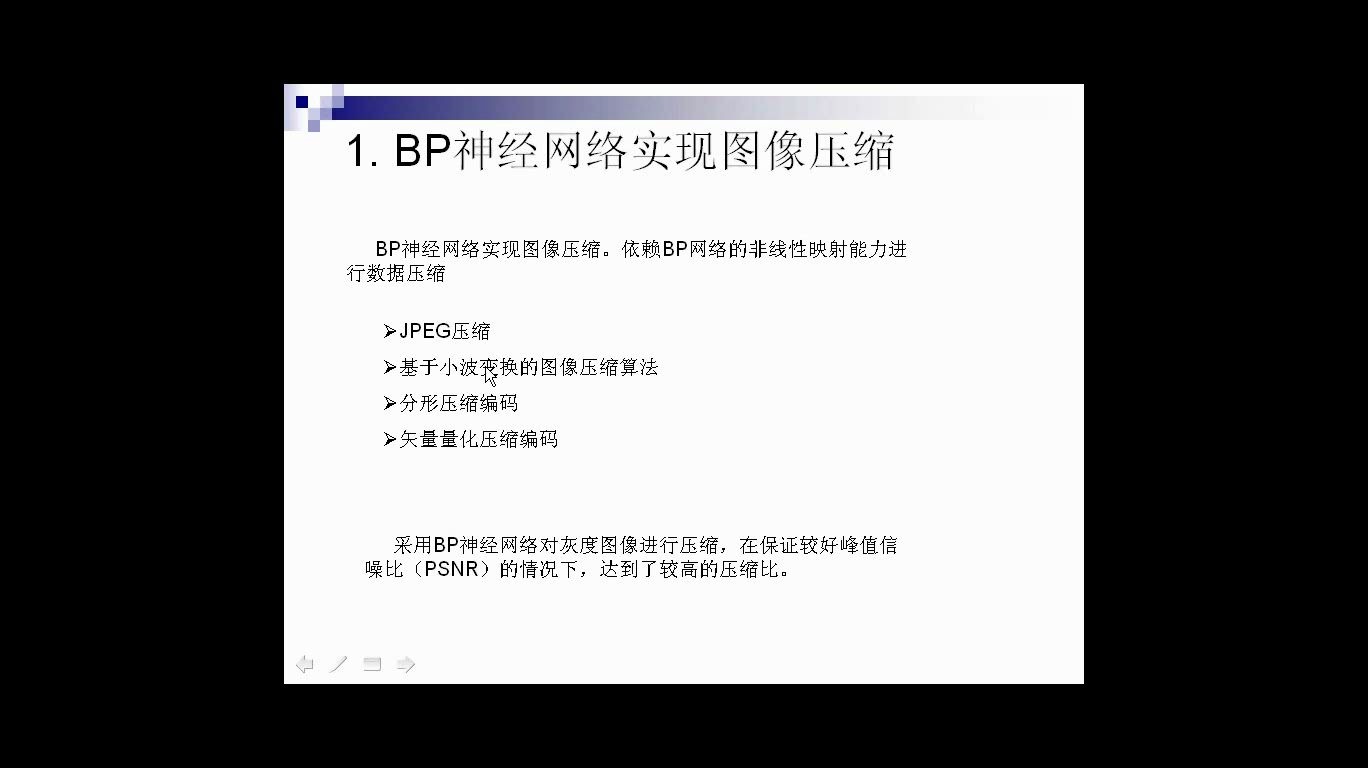 1. BP神经网络实现图像压缩
BP神经网络实现图像压缩。依赖BP网络的非线性映射能力进
行数据压缩
➢JPEG压缩
➢基于小波变换的图像压缩算法
➢分形压缩编码
➢矢量量化压缩编码
采用BP神经网络对灰度图像进行压缩，在保证较好峰值信
噪比（PSNR）的情况下，达到了较高的压缩比。